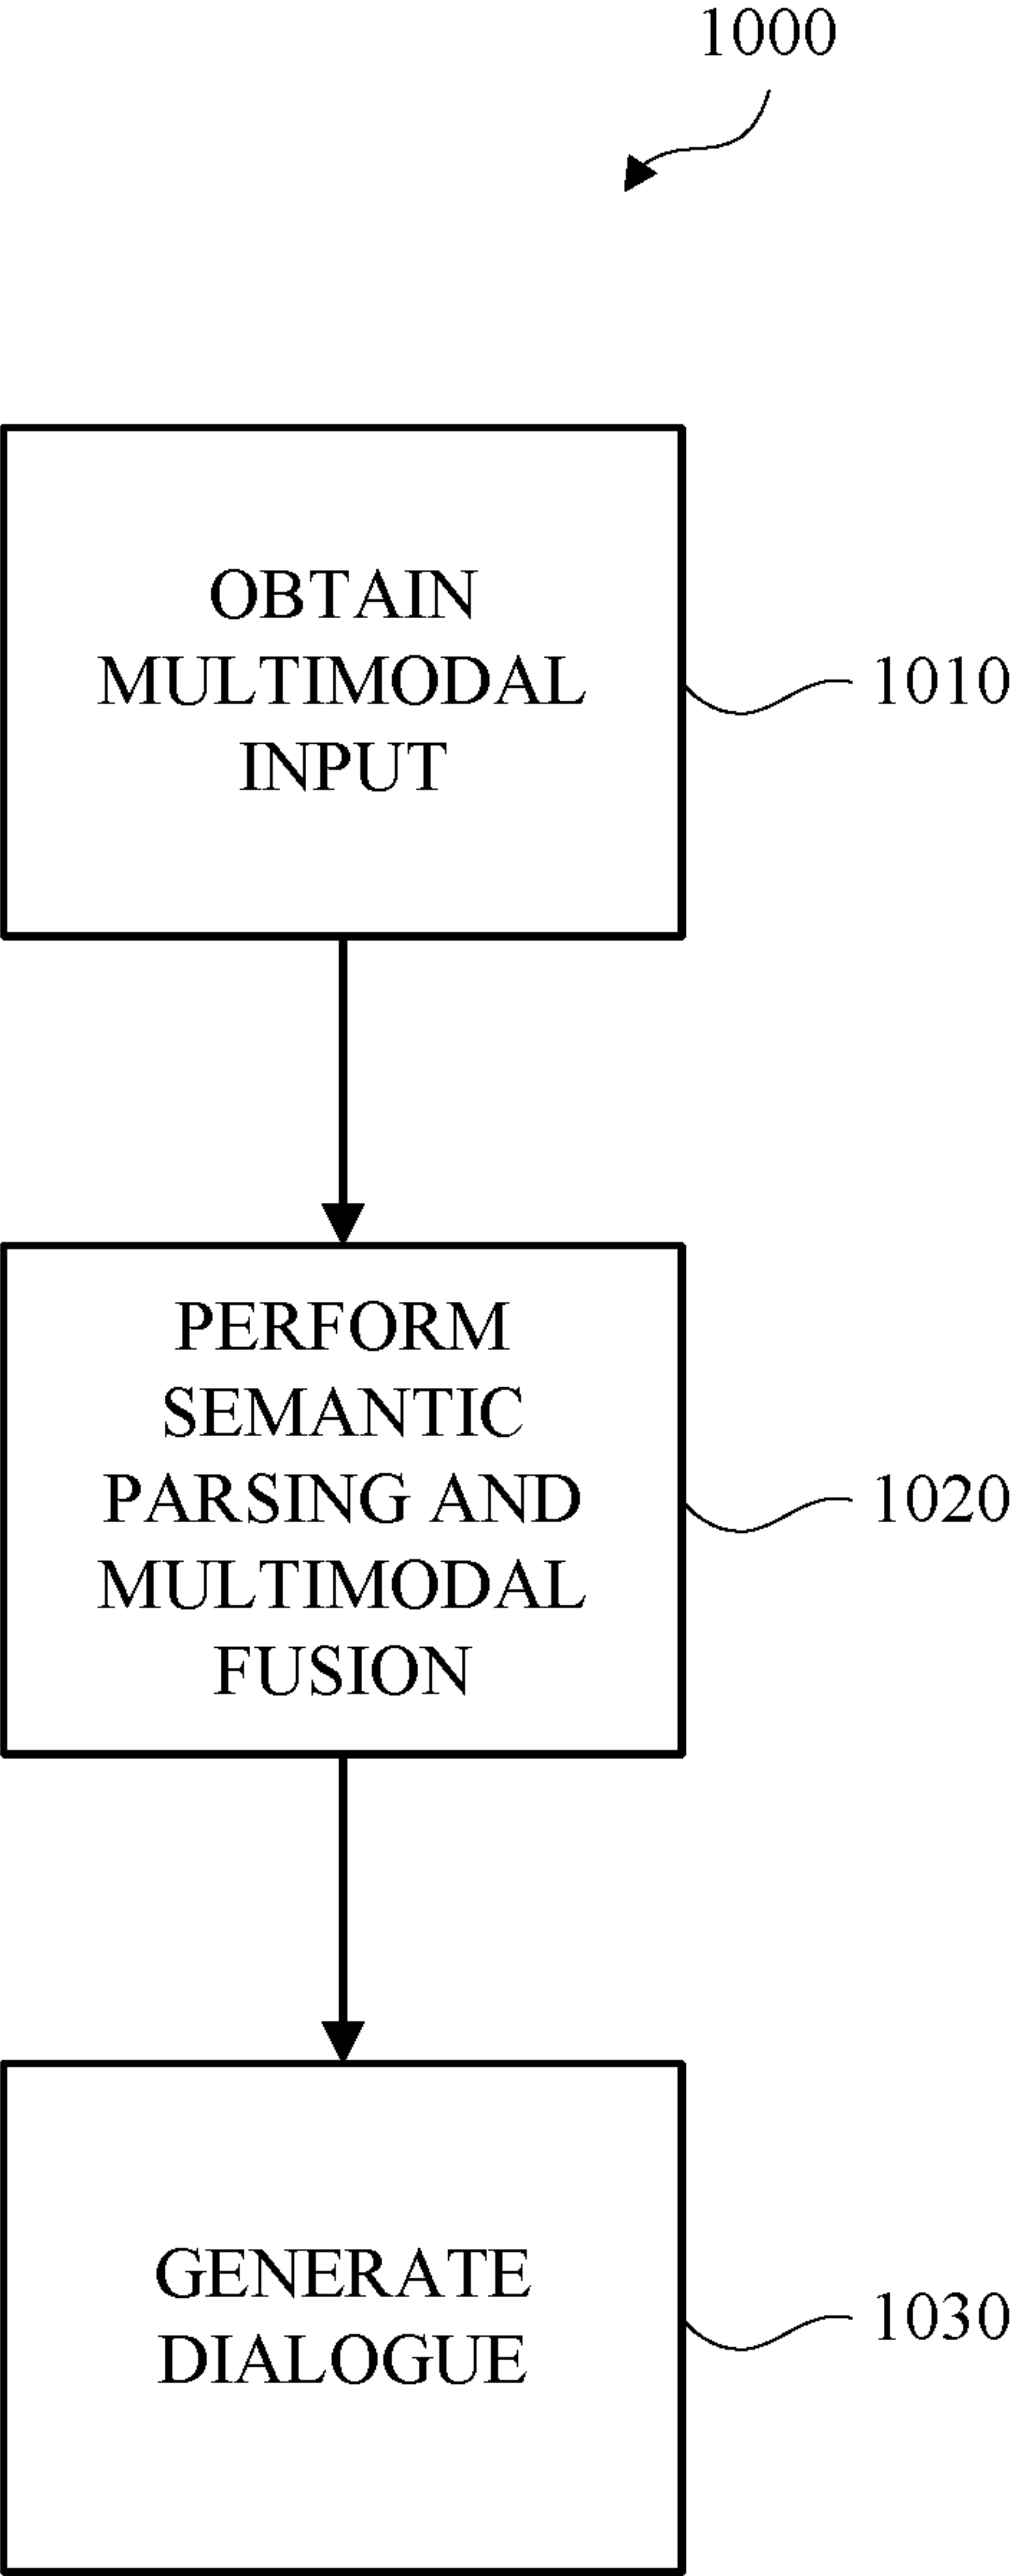 1000
OBTAIN
MULTIMODAL
INPUT
1010
PERFORM
SEMANTIC
PARSING AND
MULTIMODAL
FUSION
1020
GENERATE
DIALOGUE
1030